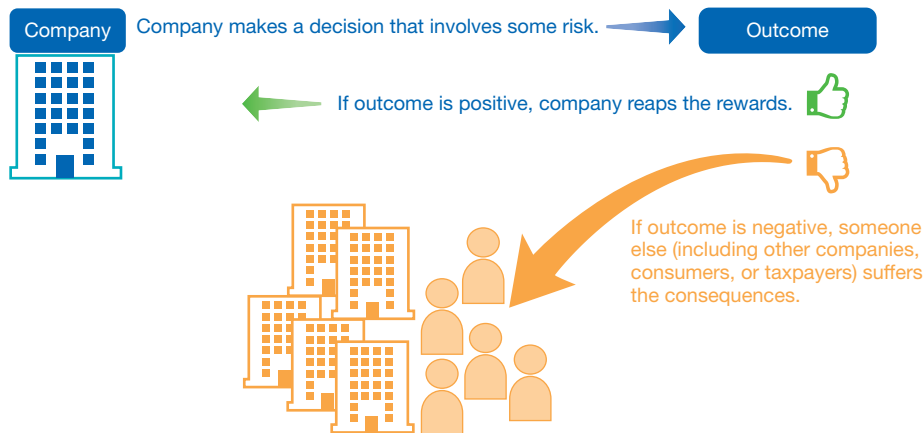 Company
Company makes a decision that involves some risk.
Outcome
If outcome is positive, company reaps the rewards.
If outcome is negative, someone
else (including other companies,
consumers, or taxpayers) suffers
the consequences.